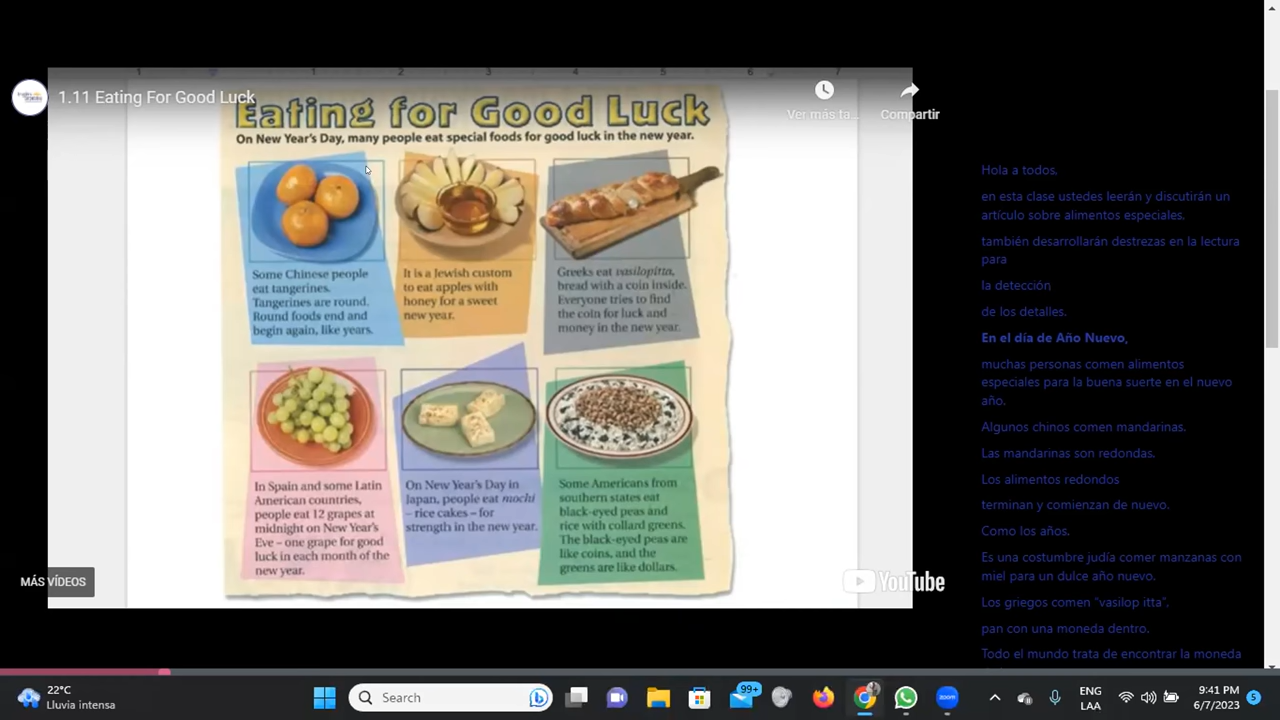 1.11 Eating For Good Luck
Ver más ta...
Compartir
Eating for Good Luck
On New Year's Day, many people eat special foods for good luck in the new year.
Some Chinese people
eat tangerines.
Tangerines are round.
Round foods end and
begin again, like years.
It is a Jewish custom
to eat apples with
honey for a sweet
new year.
Greeks eat vasilopitta,
bread with a coin inside.
Everyone tries to find
the coin for luck and
money in the new year.
In Spain and some Latin
American countries,
people eat 12 grapes at
midnight on New Year's
Eve – one grape for good
luck in each month of the
new year.
On New Year's Day in
Japan, people eat mochi
– rice cakes – for
strength in the new year.
Some Americans from
southern states eat
black-eyed peas and
rice with collard greens.
The black-eyed peas are
like coins, and the
greens are like dollars.
MÁS VÍDEOS
YouTube
Hola a todos.
en esta clase ustedes leerán y discutirán un
artículo sobre alimentos especiales.
también desarrollarán destrezas en la lectura
para
la detección
de los detalles.
En el día de Año Nuevo,
muchas personas comen alimentos
especiales para la buena suerte en el nuevo
año.
Algunos chinos comen mandarinas.
Las mandarinas son redondas.
Los alimentos redondos
terminan y comienzan de nuevo.
Como los años.
Es una costumbre judía comer manzanas con
miel para un dulce año nuevo.
Los griegos comen "vasilop itta",
pan con una moneda dentro.
Todo el mundo trata de encontrar la moneda
22°C
Lluvia intensa
Search
99+
zoom
ENG
LAA
9:41 PM
6/7/2023
5